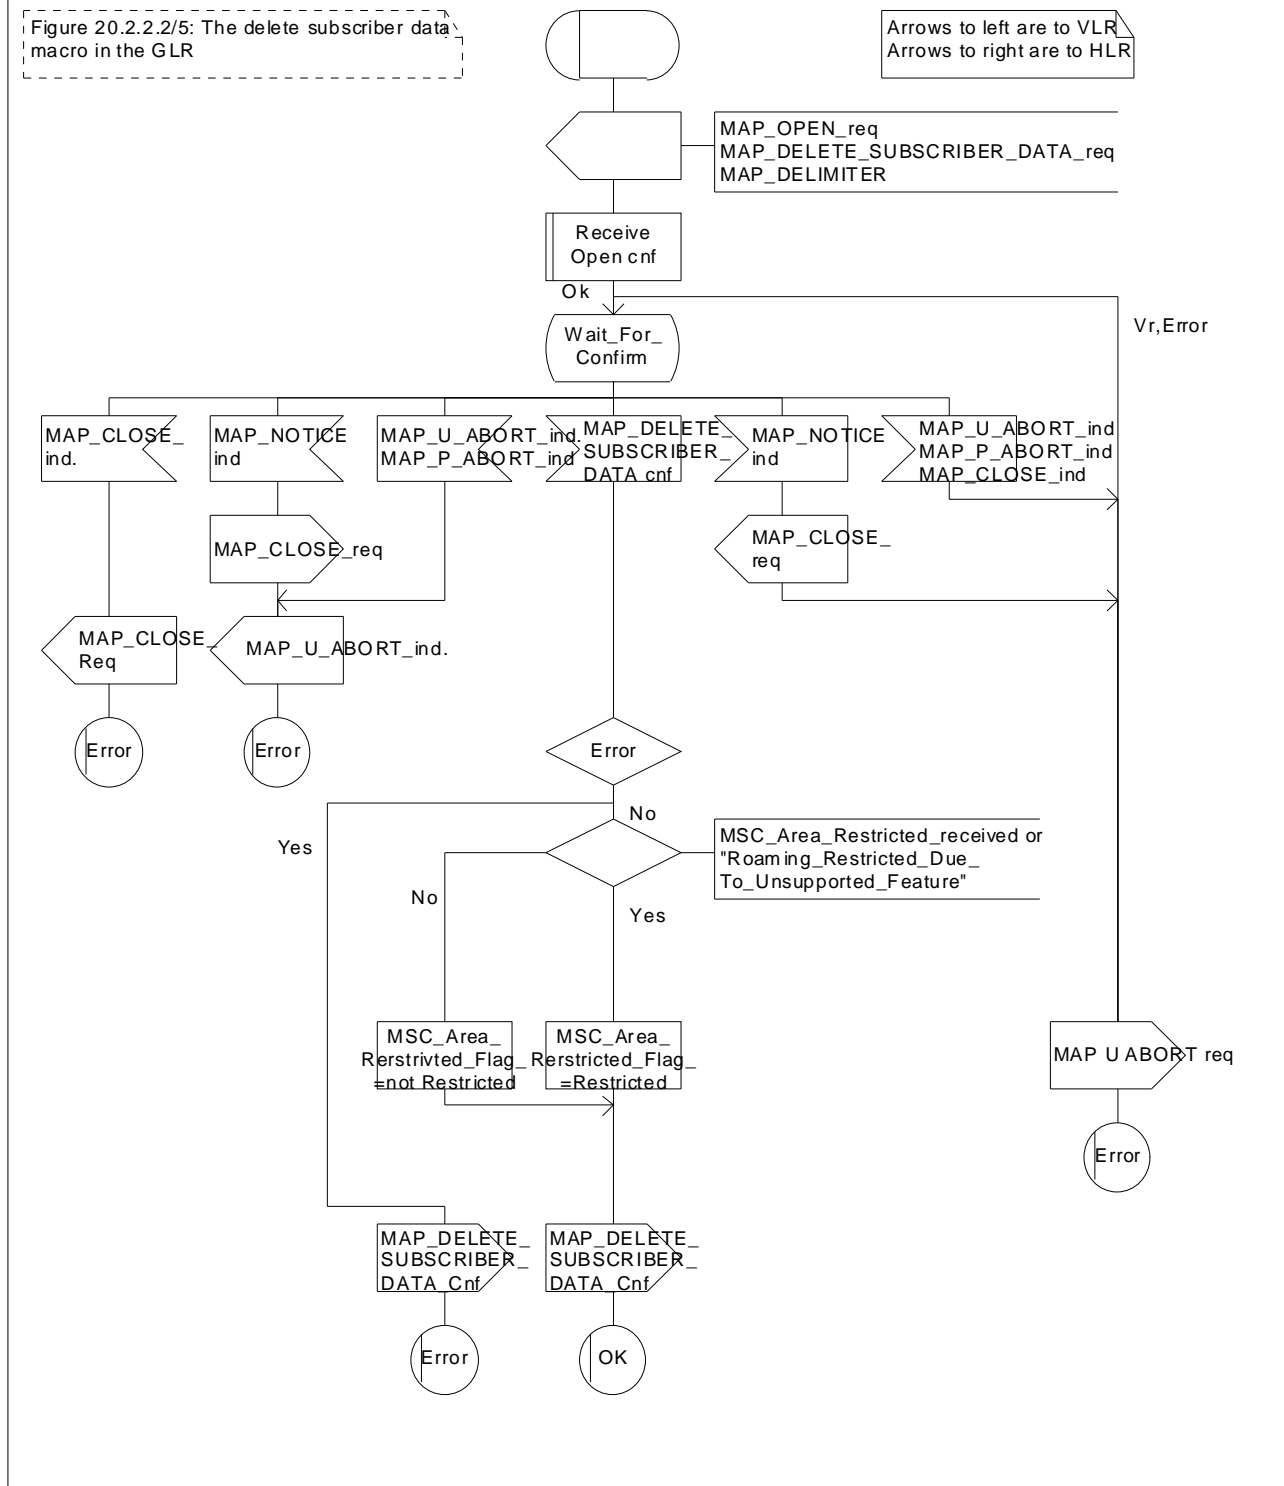 Figure 20.2.2.2/5: The delete subscriber data
macro in the GLR
Arrows to left are to VLR
Arrows to right are to HLR
MAP_OPEN_req
MAP_DELETE_SUBSCRIBER_DATA_req
MAP_DELIMITER
Receive
Open cnf
Ok
Vr,Error
Wait_For_
Confirm
MAP_CLOSE_
ind.
MAP_NOTICE
ind
MAP_U_ABORT_ind.
MAP_P_ABORT_ind
MAP_DELETE_
SUBSCRIBER_
DATA cnf
MAP_NOTICE
ind
MAP_U_ABORT_ind
MAP_P_ABORT_ind
MAP_CLOSE_ind
MAP_CLOSE_req
MAP_CLOSE_
req
MAP_CLOSE_
Req
MAP_U_ABORT_ind.
Error
Error
Error
No
Yes
MSC_Area_Restricted_received or
"Roaming_Restricted_Due_
To_Unsupported_Feature"
No
Yes
MSC_Area_
Rerstrivted_Flag_
=not Restricted
MSC_Area_
Rerstricted_Flag_
=Restricted
MAP U ABORT req
Error
MAP_DELETE_
SUBSCRIBER_
DATA_Cnf
MAP_DELETE_
SUBSCRIBER_
DATA_Cnf
Error
OK